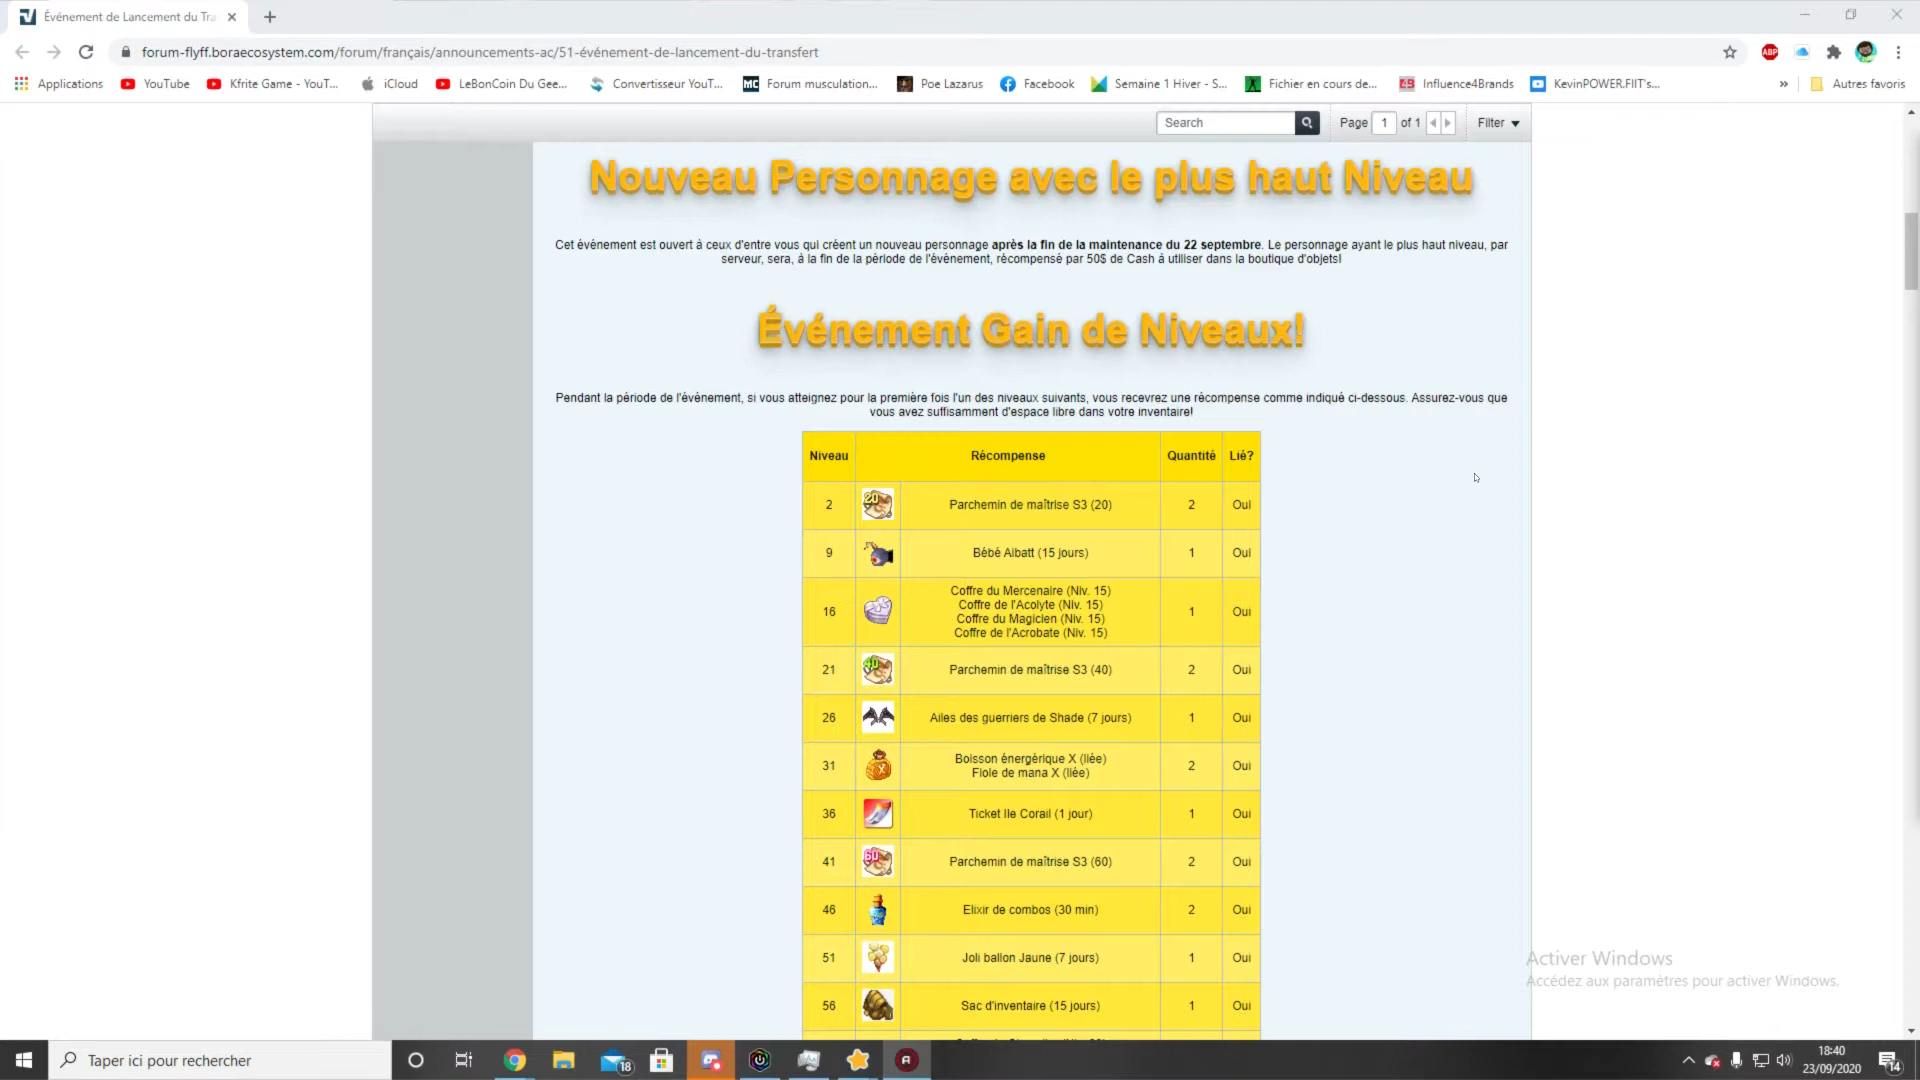 Événement de Lancement du Tra
forum-flyff.boraecosystem.com/forum/français/announcements-ac/51-événement-de-lancement-du-transfert
ABP
Applications
YouTube
Kfrite Game - YouT...
iCloud
LeBonCoin Du Gee...
Convertisseur YouT...
MC
Forum musculation...
Poe Lazarus
Facebook
Semaine 1 Hiver - S...
Fichier en cours de...
Influence4Brands
KevinPOWER.FIIT's...
»
Autres favoris
Search
Page 1 of 1
Filter
Nouveau Personnage avec le plus haut Niveau
Cet événement est ouvert à ceux d'entre vous qui créent un nouveau personnage après la fin de la maintenance du 22 septembre. Le personnage ayant le plus haut niveau, par
serveur, sera, à la fin de la période de l'événement, récompensé par 50$ de Cash à utiliser dans la boutique d'objets!
Événement Gain de Niveaux!
Pendant la période de l'événement, si vous atteignez pour la première fois l'un des niveaux suivants, vous recevrez une récompense comme indiqué ci-dessous. Assurez-vous que
vous avez suffisamment d'espace libre dans votre inventaire!
Niveau Récompense Quantité Lié?
2 20 Parchemin de maîtrise S3 (20) 2 Oui
9 Bébé Aibatt (15 jours) 1 Oui
Coffre du Mercenaire (Niv. 15)
Coffre de l'Acolyte (Niv. 15)
16 1 Oui
Coffre du Magicien (Niv. 15)
Coffre de l'Acrobate (Niv. 15)
21 40 Parchemin de maîtrise S3 (40) 2 Oui
26 Ailes des guerriers de Shade (7 jours) 1 Oui
Boisson énergérique X (liée)
31 X 2 Oui
Fiole de mana X (liée)
36 Ticket Ile Corail (1 jour) 1 Oui
41 60 Parchemin de maîtrise S3 (60) 2 Oui
46 Elixir de combos (30 min) 2 Oui
51 Joli ballon Jaune (7 jours) 1 Oui
56 Sac d'inventaire (15 jours) 1 Oui
Activer Windows
Accédez aux paramètres pour activer Windows.
Taper ici pour rechercher
18
18:40
23/09/2020
14